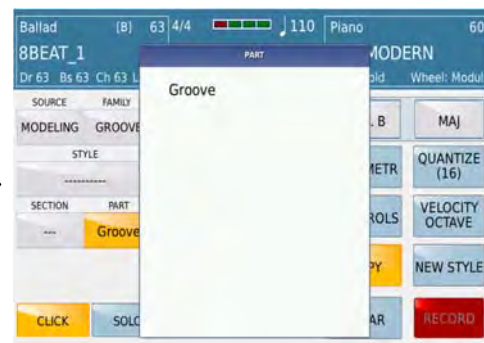 Ballad (B) 63 4/4 110 Piano 60
8BEAT_1 MODERN
Dr 63 Bs 63 Ch 63 L old Wheel: Modul
PART
Groove
SOURCE FAMILY
MODELING GROOVE
STYLE
----------
SECTION PART
--- Groove
CLICK SOLO
. B MAJ
METR QUANTIZE
(16)
ROLS VELOCITY
OCTAVE
PY NEW STYLE
AR RECORD